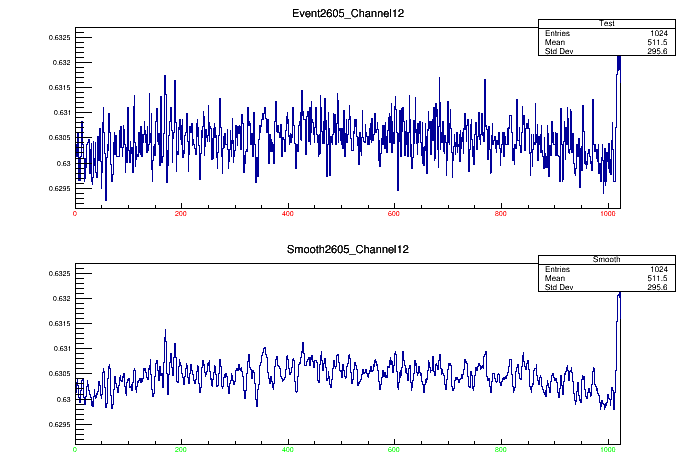 Event2605_Channel12
Test
Entries 1024
Mean 511.5
Std Dev 295.6
0.6325
0.632
0.6315
0.631
0.6305
0.63
0.6295
0 200 400 600 800 1000
Smooth2605_Channel12
Smooth
Entries 1024
Mean 511.5
Std Dev 295.6
0.6325
0.632
0.6315
0.631
0.6305
0.63
0.6295
0 200 400 600 800 1000